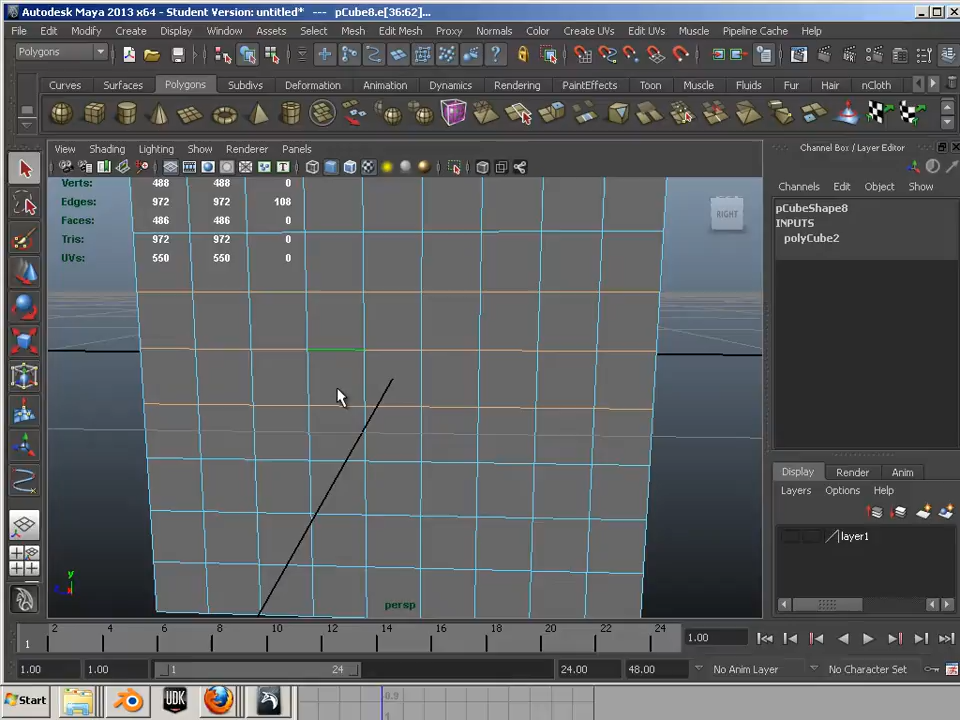 Autodesk Maya 2013 x64 - Student Version: untitled* --- pCube8.e[36:62]...
File Edit Modify Create Display Window Assets Select Mesh Edit Mesh Proxy Normals Color Create UVs Edit UVs Muscle Pipeline Cache Help
Polygons
Curves Surfaces Polygons Subdivs Deformation Animation Dynamics Rendering PaintEffects Toon Muscle Fluids Fur Hair nCloth
View Shading Lighting Show Renderer Panels
Channel Box / Layer Editor
Channels Edit Object Show
Verts: 488 488 0
Edges: 972 972 108
Faces: 486 486 0
Tris: 972 972 0
UVs: 550 550 0
RIGHT
pCubeShape8
INPUTS
polyCube2
Display Render Anim
Layers Options Help
layer1
y
persp
2 4 6 8 10 12 14 16 18 20 22 24
1
1.00
1.00 1.00 1 24 24.00 48.00 No Anim Layer No Character Set
Start UDK
0.9